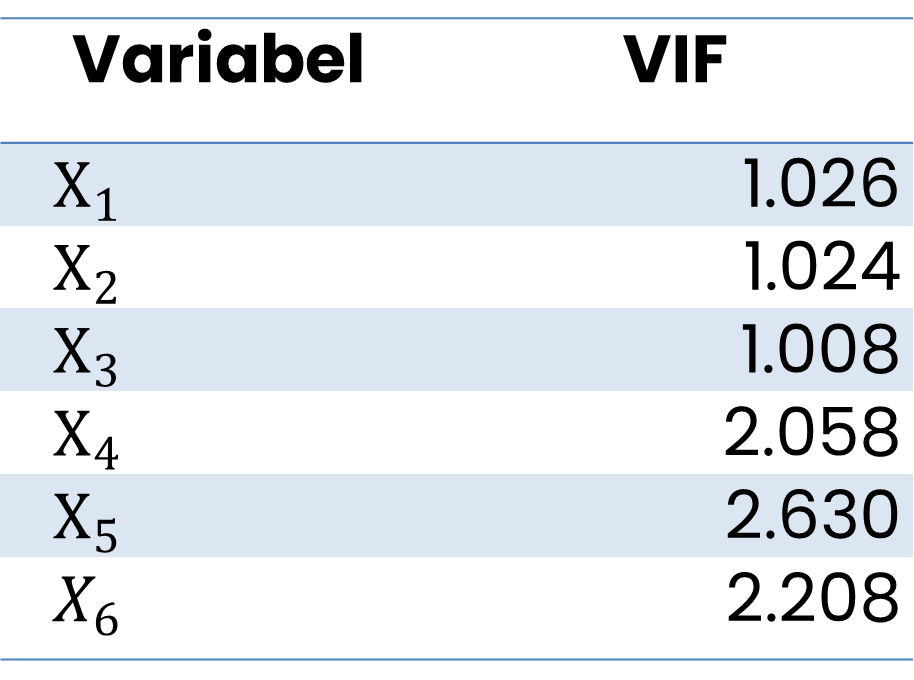 Variabel VIF
X₁ 1.026
X₂ 1.024
X₃ 1.008
X₄ 2.058
X₅ 2.630
X₆ 2.208